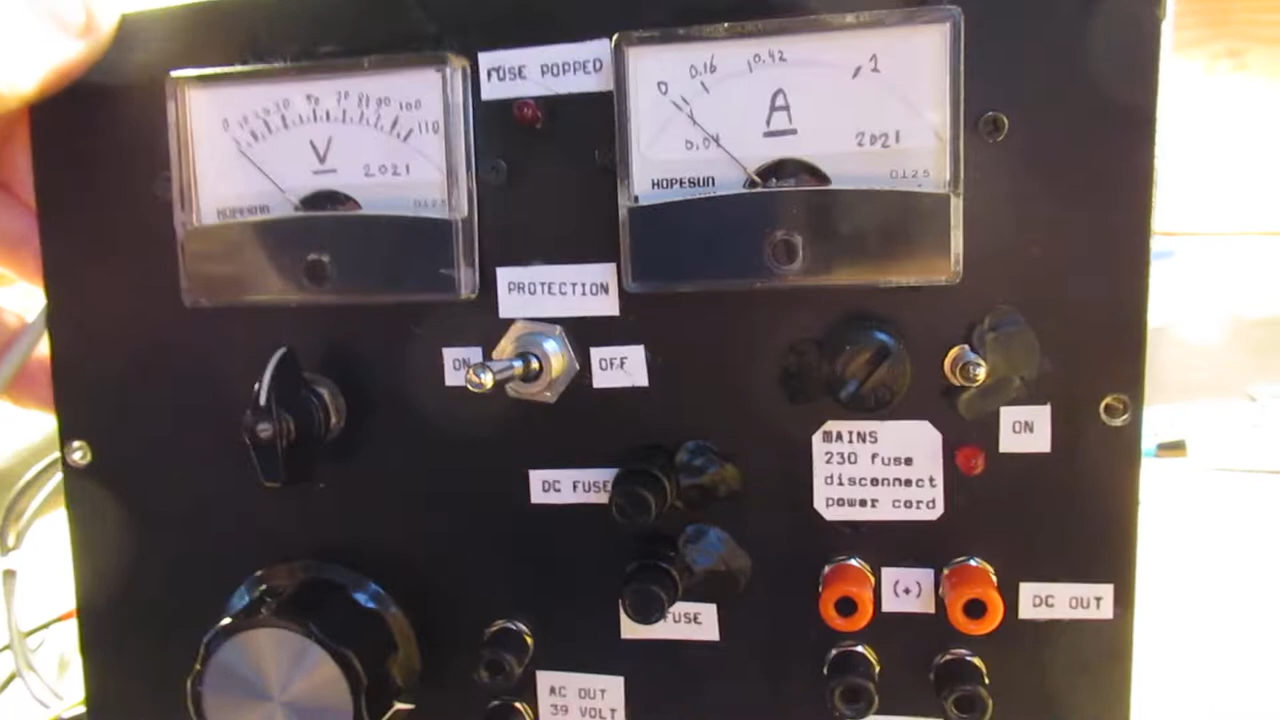 FUSE POPPED
0 10 20 30 50 70 80 90 100 110
V
2021
HOPESUN
0 0.16 0.42 1
0.04
A
2021
HOPESUN
PROTECTION
ON
OFF
ON
DC FUSE
MAINS
230 fuse
disconnect
power cord
FUSE
(+)
DC OUT
AC OUT
39 VOLT